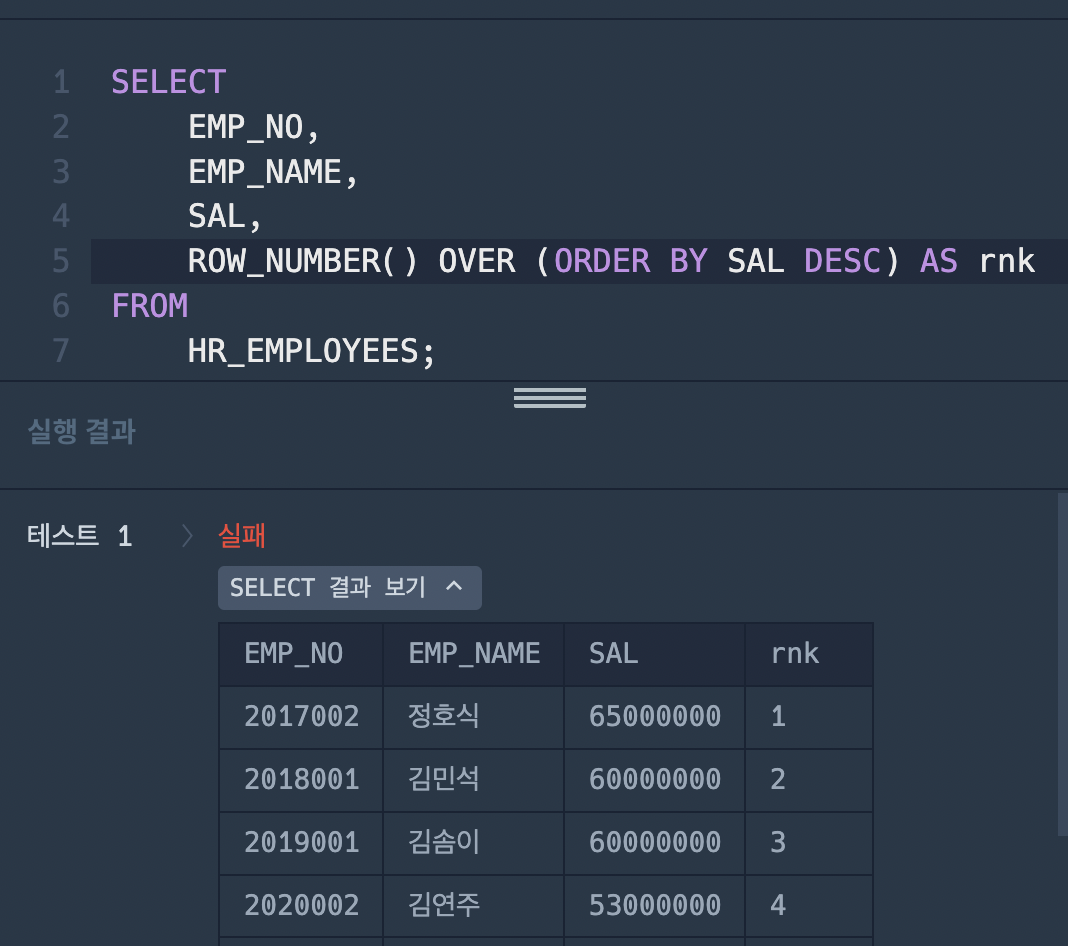 1 SELECT
2 EMP_NO,
3 EMP_NAME,
4 SAL,
5 ROW_NUMBER() OVER (ORDER BY SAL DESC) AS rnk
6 FROM
7 HR_EMPLOYEES;
실행 결과
테스트 1 〉 실패
SELECT 결과 보기 ^
EMP_NO EMP_NAME SAL rnk
2017002 정호식 65000000 1
2018001 김민석 60000000 2
2019001 김솜이 60000000 3
2020002 김연주 53000000 4